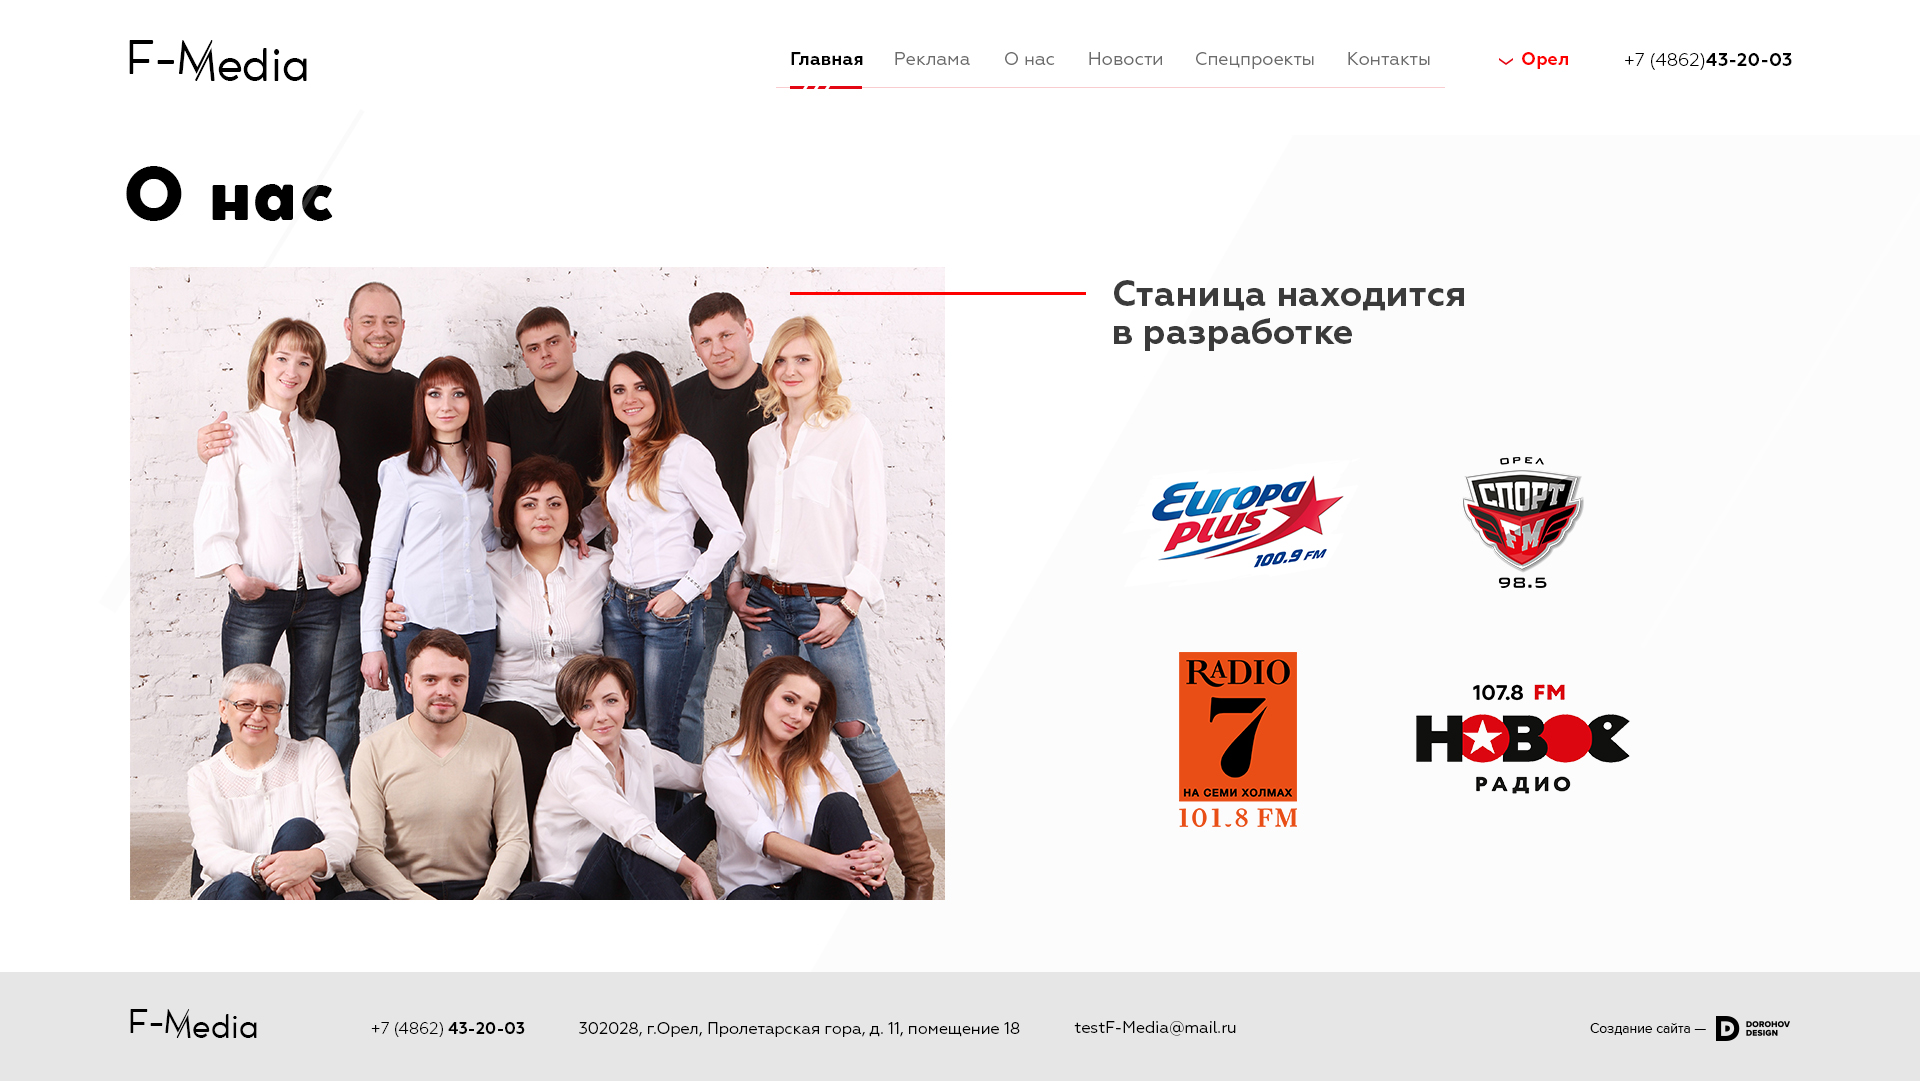 F-Media
Главная Реклама О нас Новости Спецпроекты Контакты
Орел
+7 (4862)43-20-03
О нас
Станица находится
в разработке
Europa
Plus
100.9 FM
ОРЕЛ
СПОРТ
FM
98.5
RADIO
7
НА СЕМИ ХОЛМАХ
101.8 FM
107.8 FM
НОВОЕ
РАДИО
F-Media
+7 (4862) 43-20-03
302028, г.Орел, Пролетарская гора, д. 11, помещение 18
testF-Media@mail.ru
Создание сайта —
D DOROHOV
DESIGN